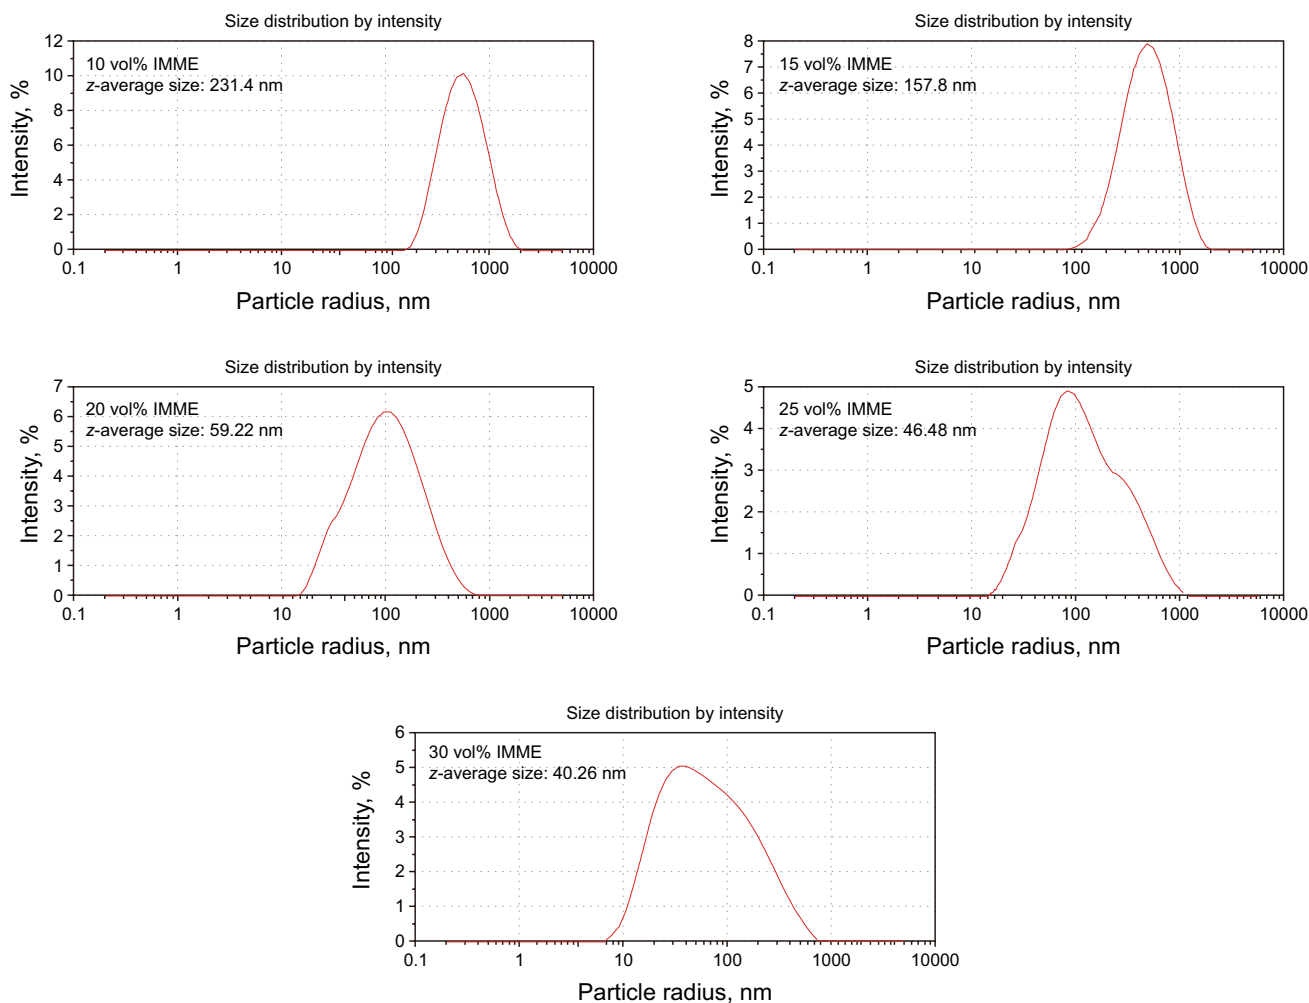 Size distribution by intensity
12
10
8
6
4
2
0
Intensity, %
10 vol% IMME
z-average size: 231.4 nm
0.1 1 10 100 1000 10000
Particle radius, nm
Size distribution by intensity
8
7
6
5
4
3
2
1
0
Intensity, %
15 vol% IMME
z-average size: 157.8 nm
0.1 1 10 100 1000 10000
Particle radius, nm
Size distribution by intensity
7
6
5
4
3
2
1
0
Intensity, %
20 vol% IMME
z-average size: 59.22 nm
0.1 1 10 100 1000 10000
Particle radius, nm
Size distribution by intensity
5
4
3
2
1
0
Intensity, %
25 vol% IMME
z-average size: 46.48 nm
0.1 1 10 100 1000 10000
Particle radius, nm
Size distribution by intensity
6
5
4
3
2
1
0
Intensity, %
30 vol% IMME
z-average size: 40.26 nm
0.1 1 10 100 1000 10000
Particle radius, nm